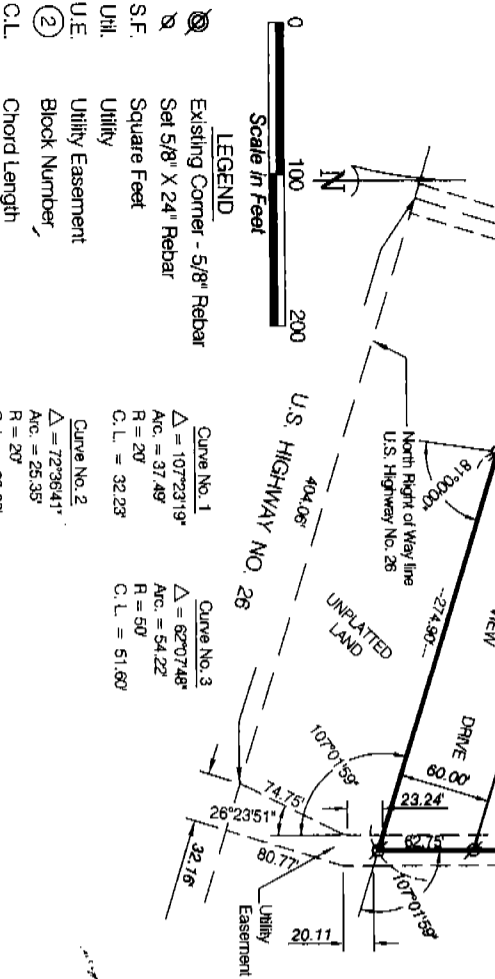 0 100 200
Scale in Feet
N
LEGEND
Existing Corner - 5/8" Rebar
Set 5/8" X 24" Rebar
S.F. Square Feet
Util. Utility
U.E. Utility Easement
2 Block Number
C.L. Chord Length
Curve No. 1
△ = 107°23'19"
Arc. = 37.49'
R = 20'
C. L. = 32.23'
Curve No. 2
△ = 72°36'41"
Arc. = 25.35'
R = 20'
Curve No. 3
△ = 62°07'48"
Arc. = 54.22'
R = 50'
C. L. = 51.60'
North Right of Way line
U.S. Highway No. 26
U.S. HIGHWAY NO. 26
404.06'
81°00'00"
--274.90'--
VIEW
DRIVE
60.00'
UNPLATTED
LAND
107°01'59"
23.24'
62.75'
107°01'59"
74.75'
26°23'51"
80.77'
32.16'
20.11
Utility
Easement